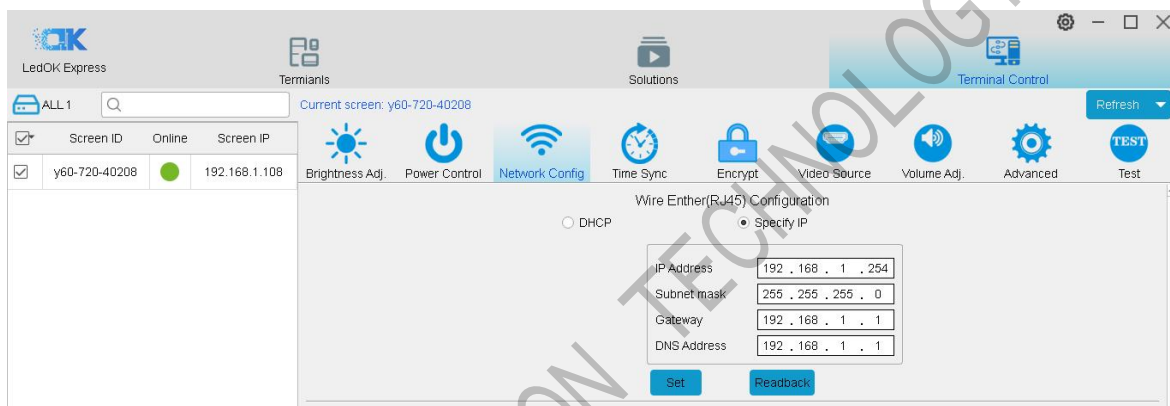 LedOK Express
Termianls
Solutions
Terminal Control
ALL 1
Current screen: y60-720-40208
Refresh
Screen ID Online Screen IP
y60-720-40208 192.168.1.108
Brightness Adj. Power Control Network Config Time Sync Encrypt Video Source Volume Adj. Advanced TEST Test
Wire Enther(RJ45) Configuration
DHCP Specify IP
IP Address 192 . 168 . 1 . 254
Subnet mask 255 . 255 . 255 . 0
Gateway 192 . 168 . 1 . 1
DNS Address 192 . 168 . 1 . 1
Set Readback
TECHNOLOG
ON